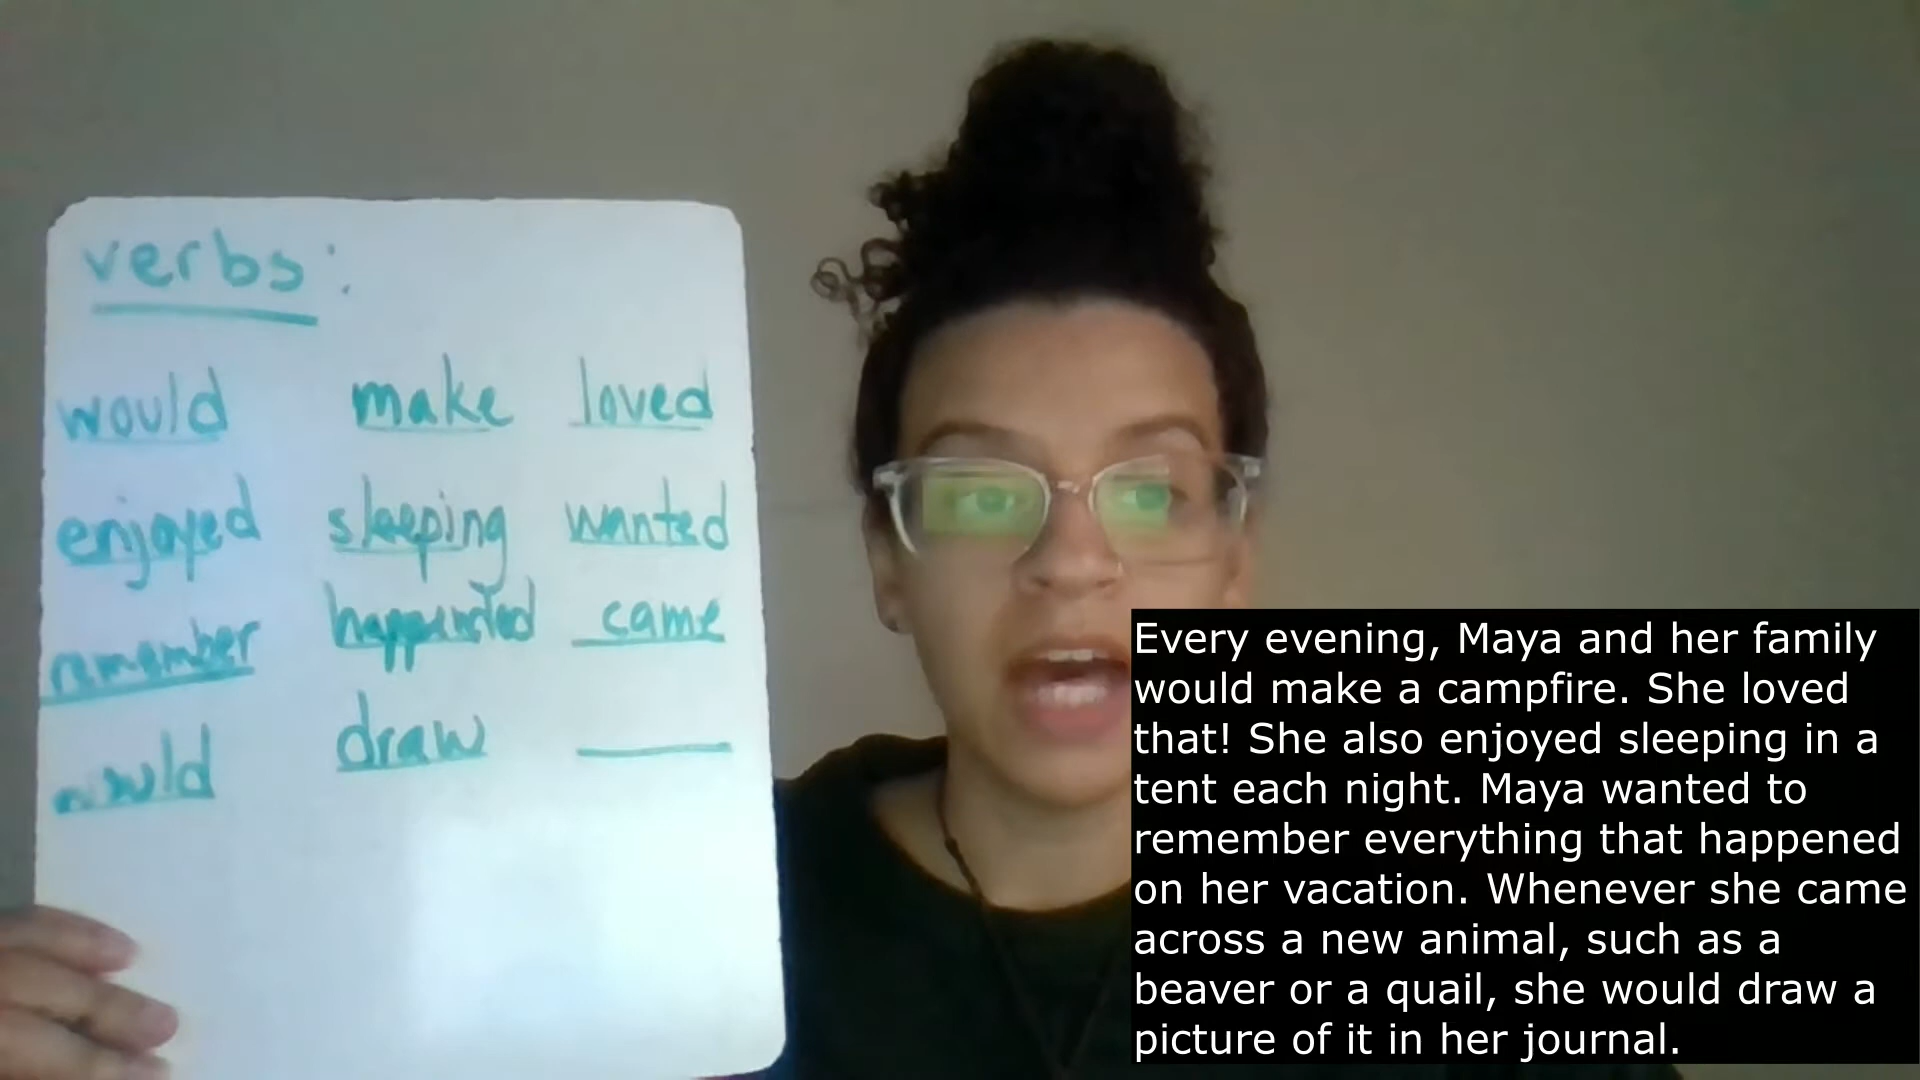 verbs:
would make loved
enjoyed sleeping wanted
remember came
would draw
Every evening, Maya and her family
would make a campfire. She loved
that! She also enjoyed sleeping in a
tent each night. Maya wanted to
remember everything that happened
on her vacation. Whenever she came
across a new animal, such as a
beaver or a quail, she would draw a
picture of it in her journal.